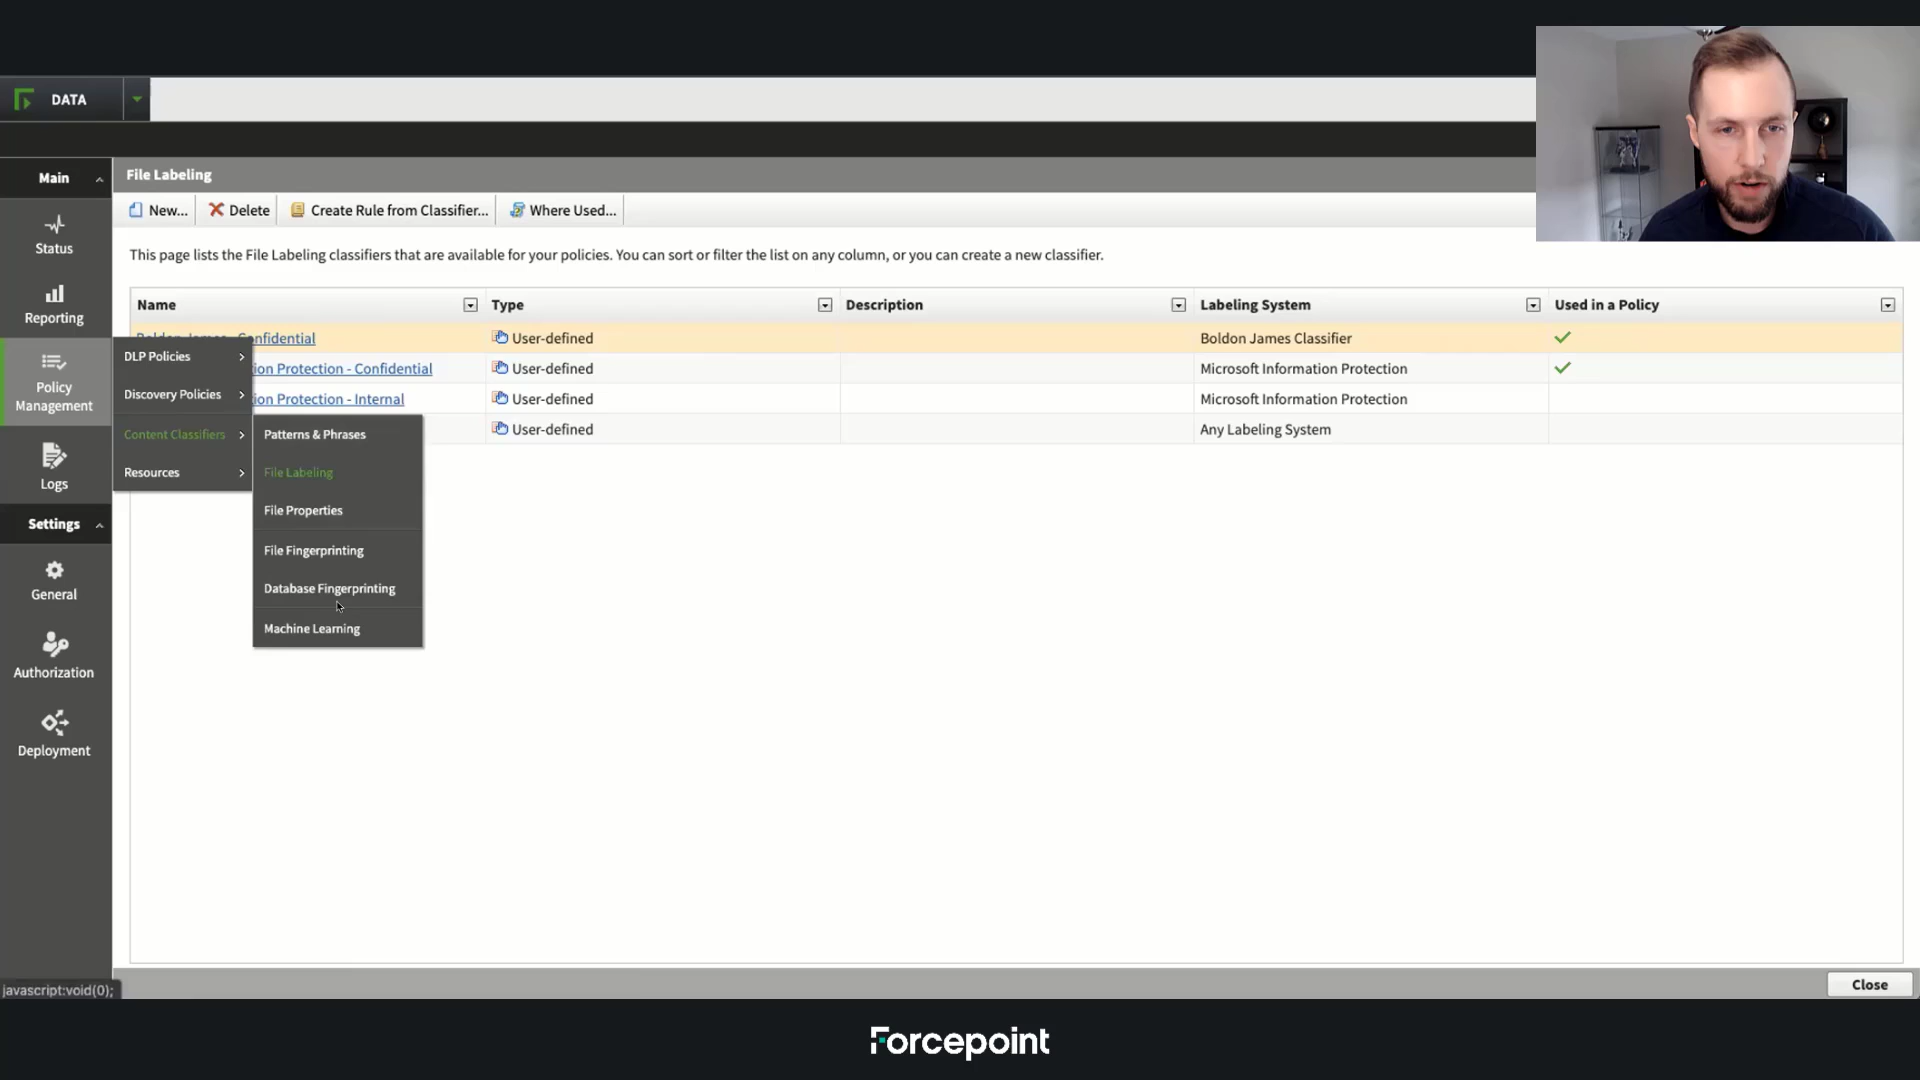 DATA
Main
File Labeling
New...
Delete
Create Rule from Classifier...
Where Used...
Status
This page lists the File Labeling classifiers that are available for your policies. You can sort or filter the list on any column, or you can create a new classifier.
Reporting
Name
Type
Description
Labeling System
Used in a Policy
nfidential
User-defined
Boldon James Classifier
ion Protection - Confidential
User-defined
Microsoft Information Protection
ion Protection - Internal
User-defined
Microsoft Information Protection
User-defined
Any Labeling System
Policy
Management
DLP Policies
Discovery Policies
Content Classifiers
Resources
Patterns & Phrases
File Labeling
File Properties
File Fingerprinting
Database Fingerprinting
Machine Learning
Logs
Settings
General
Authorization
Deployment
javascript:void(0);
Close
Forcepoint